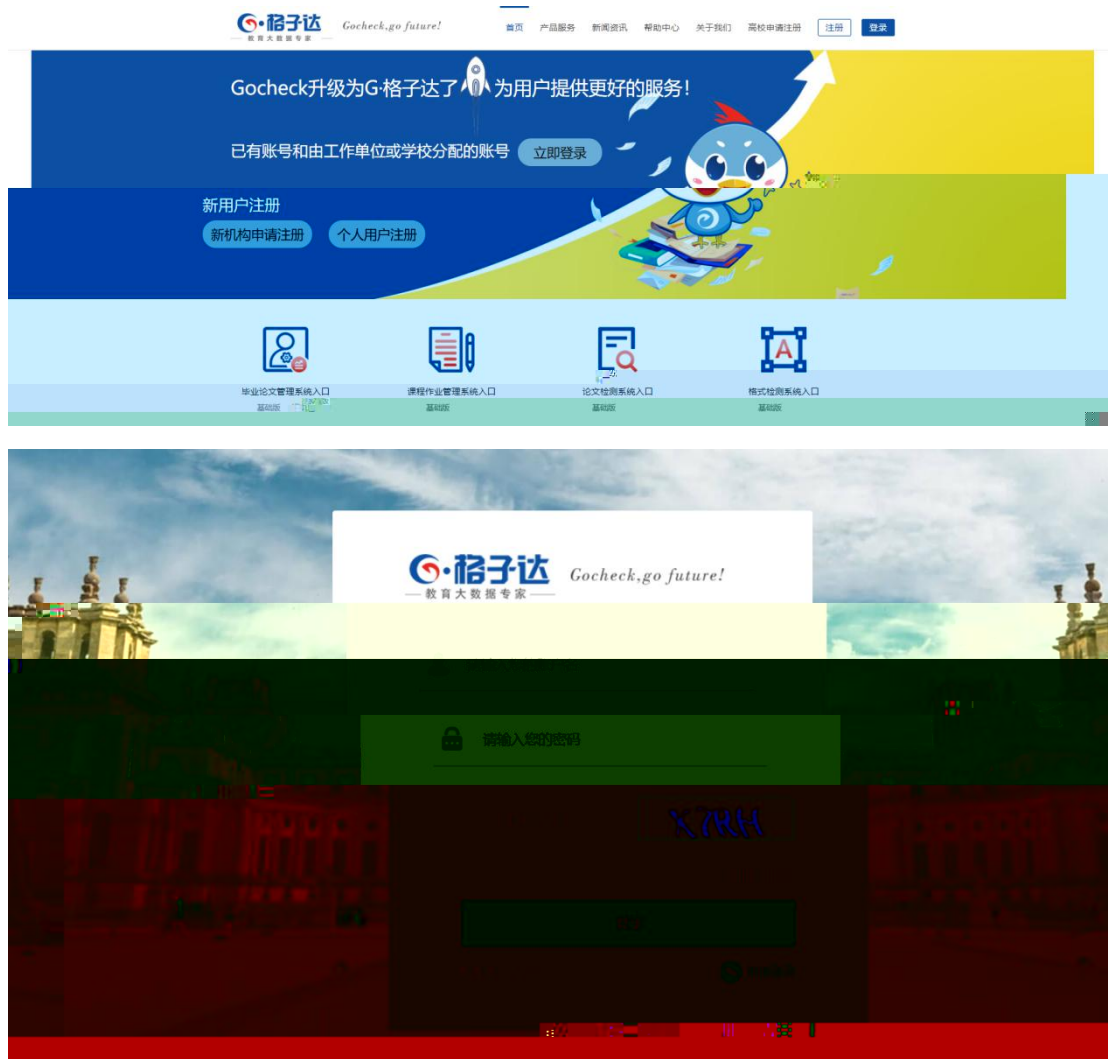 G·格子达
教育大数据专家
Gocheck,go future!
首页 产品服务 新闻资讯 帮助中心 关于我们 高校申请注册 注册 登录
Gocheck升级为G·格子达了 为用户提供更好的服务!
已有账号和由工作单位或学校分配的账号 立即登录
新用户注册
新机构申请注册 个人用户注册
A
毕业论文管理系统入口 课程作业管理系统入口 论文检测系统入口 格式检测系统入口
基础版 基础版 基础版 基础版
G·格子达
教育大数据专家
Gocheck,go future!
请输入您的密码
X7RH